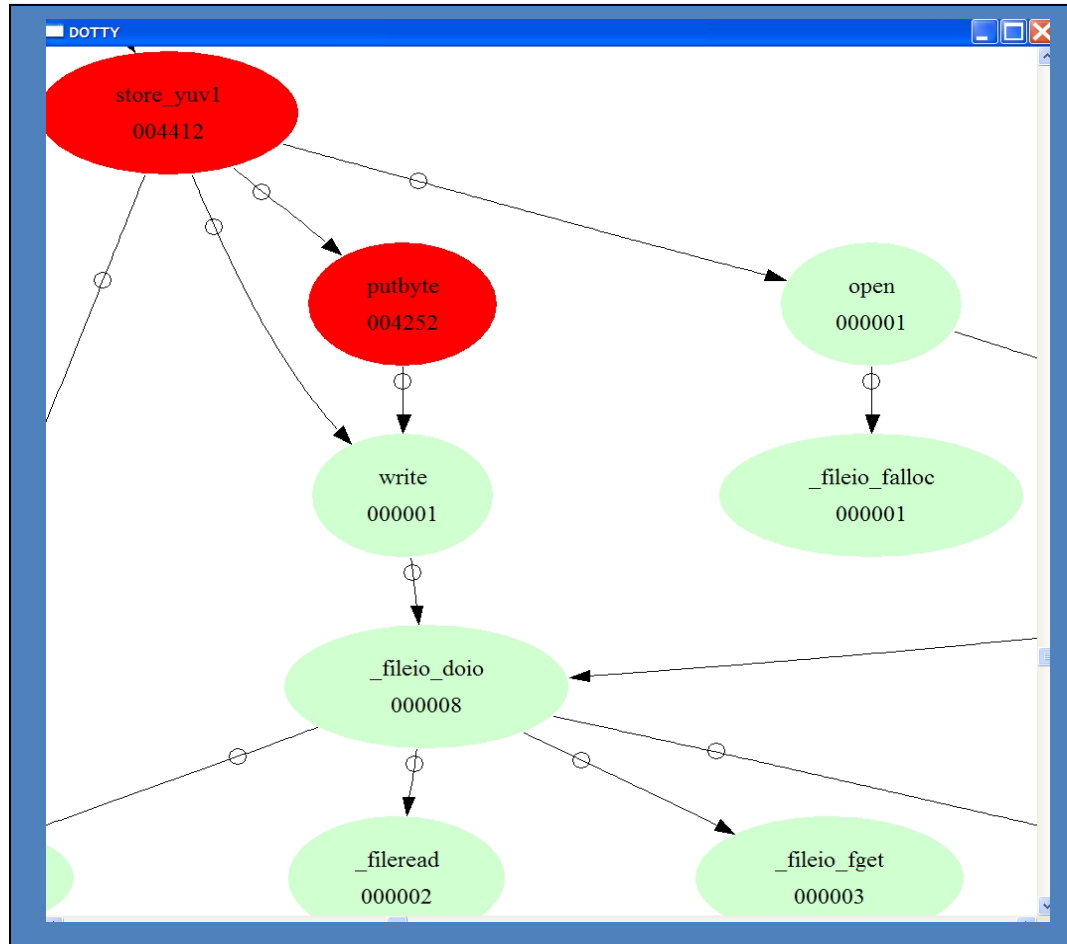 DOTTY
store_yuv1
004412
putbyte
004252
open
000001
write
000001
_fileio_falloc
000001
_fileio_doio
000008
_fileread
000002
_fileio_fget
000003